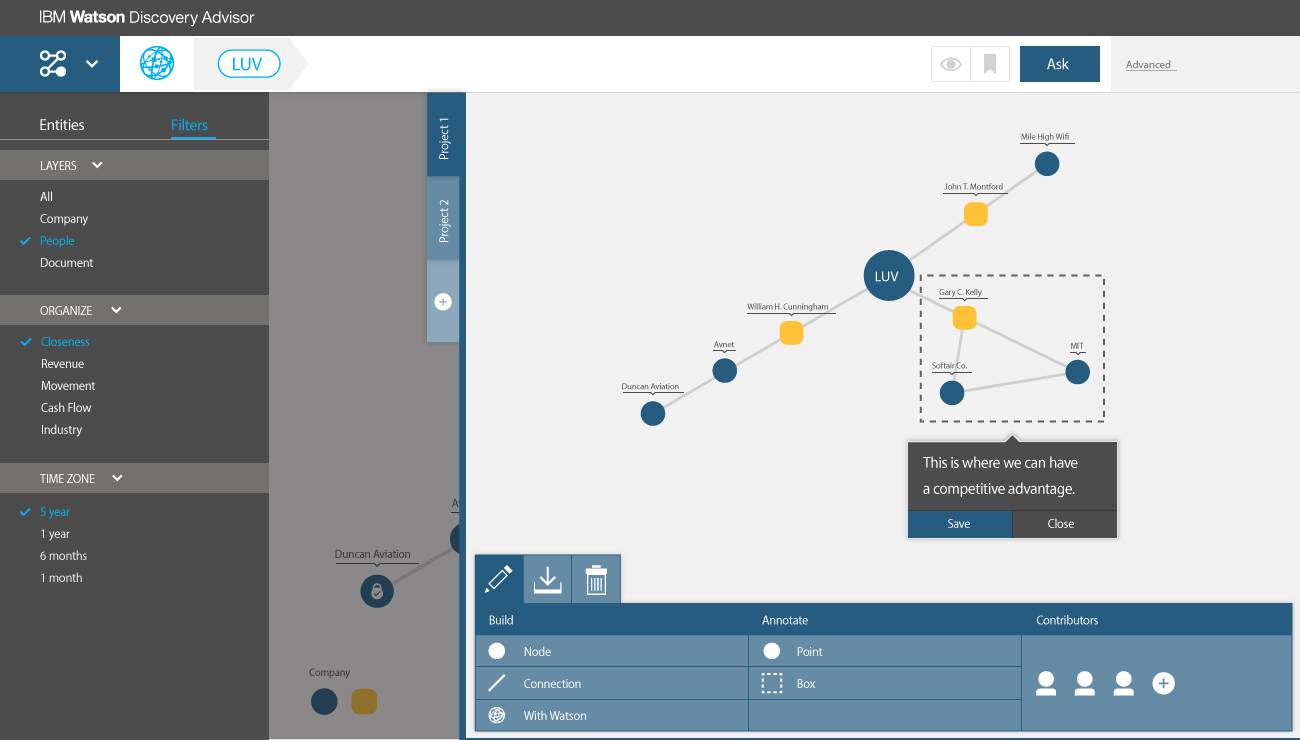 IBM Watson Discovery Advisor
LUV
Ask
Advanced
Entities
Filters
LAYERS
All
Company
People
Document
ORGANIZE
Closeness
Revenue
Movement
Cash Flow
Industry
TIME ZONE
5 year
1 year
6 months
1 month
Duncan Aviation
Av
Company
Project 1
Project 2
Mile High Wifi
John T. Montford
LUV
Gary C. Kelly
William H. Cunningham
Avnet
MIT
Softair Co.
Duncan Aviation
This is where we can have
a competitive advantage.
Save
Close
Build
Annotate
Contributors
Node
Point
Connection
Box
With Watson